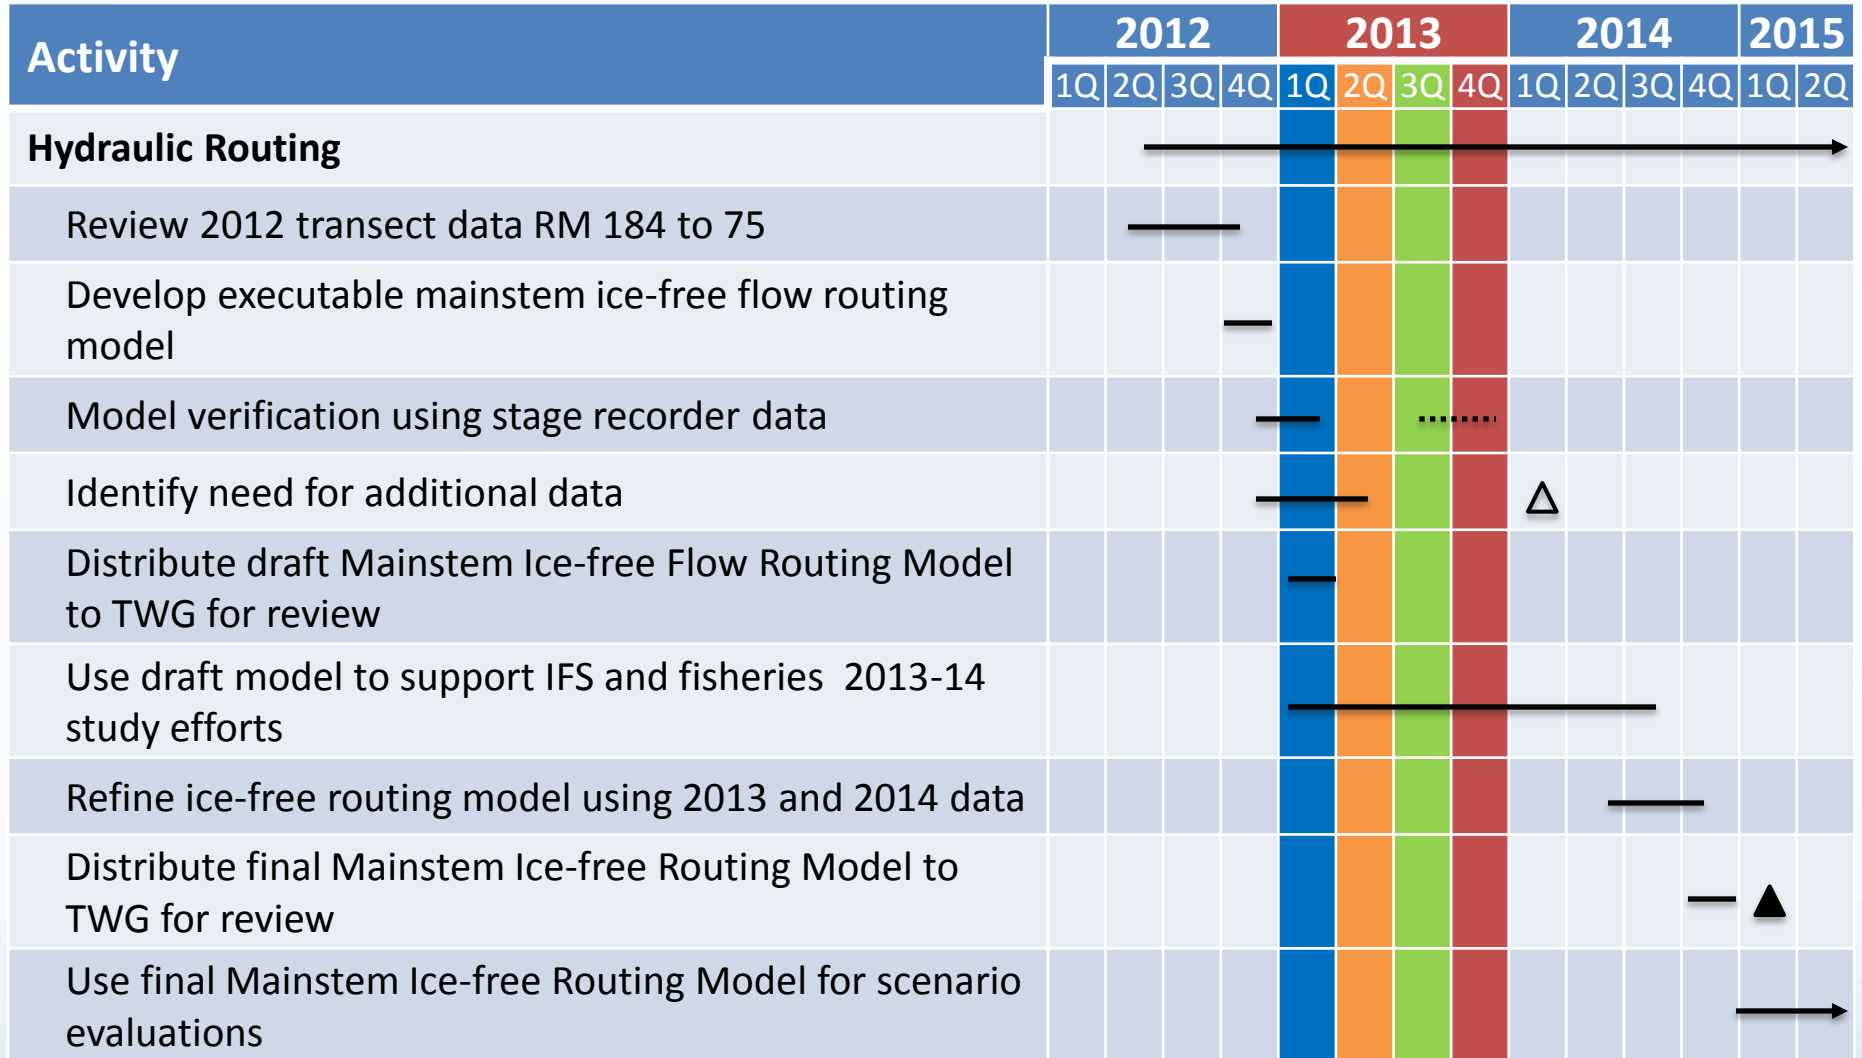 Activity
2012 2013 2014 2015
1Q 2Q 3Q 4Q 1Q 2Q 3Q 4Q 1Q 2Q 3Q 4Q 1Q 2Q
Hydraulic Routing
Review 2012 transect data RM 184 to 75
Develop executable mainstem ice-free flow routing
model
Model verification using stage recorder data
Identify need for additional data
Distribute draft Mainstem Ice-free Flow Routing Model
to TWG for review
Use draft model to support IFS and fisheries  2013-14
study efforts
Refine ice-free routing model using 2013 and 2014 data
Distribute final Mainstem Ice-free Routing Model to
TWG for review
Use final Mainstem Ice-free Routing Model for scenario
evaluations